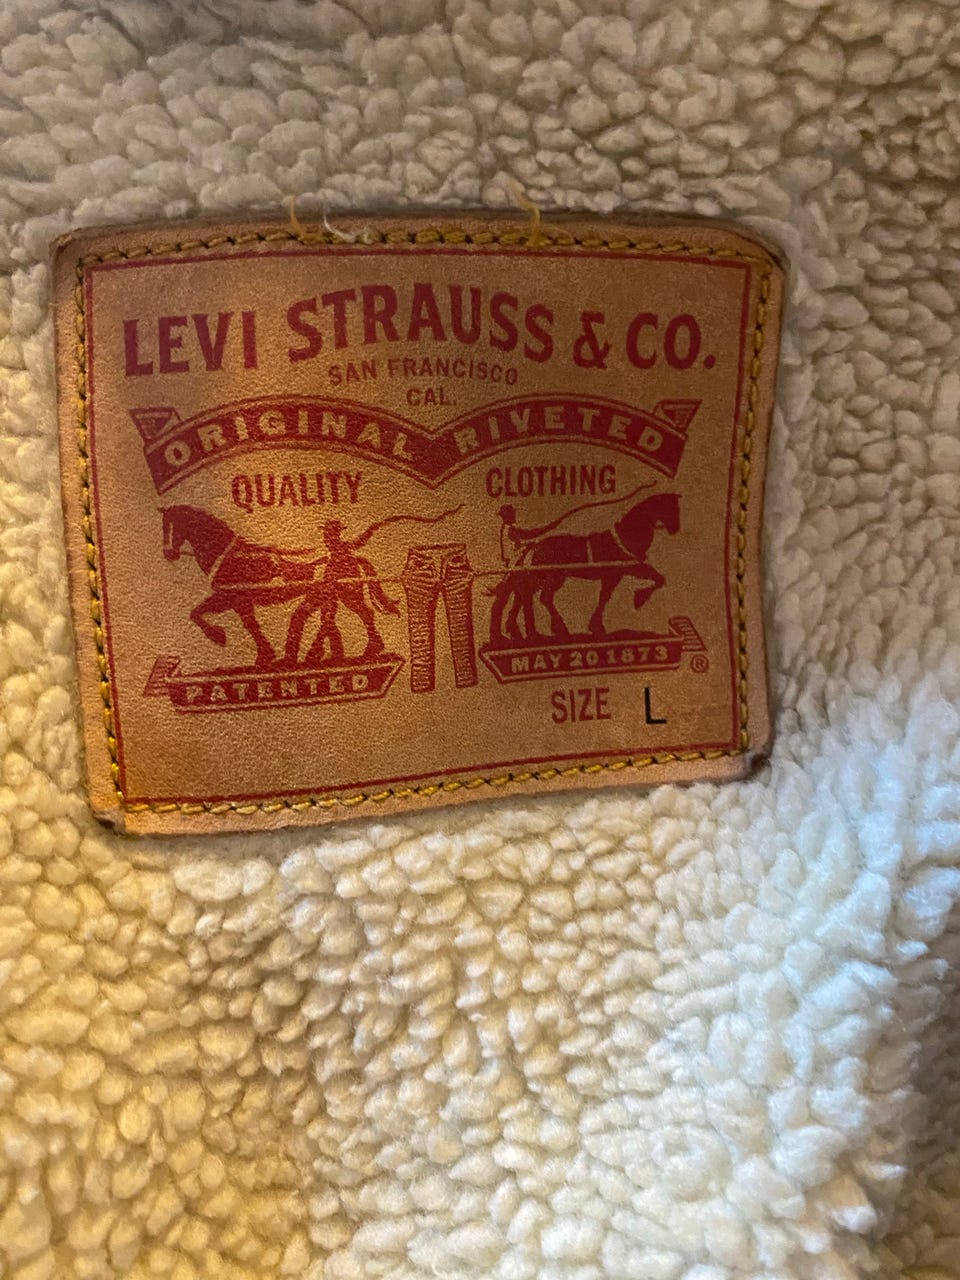 LEVI STRAUSS & CO.
SAN FRANCISCO
CAL.
ORIGINAL RIVETED
QUALITY CLOTHING
PATENTED
MAY 20 1873
®
SIZE L